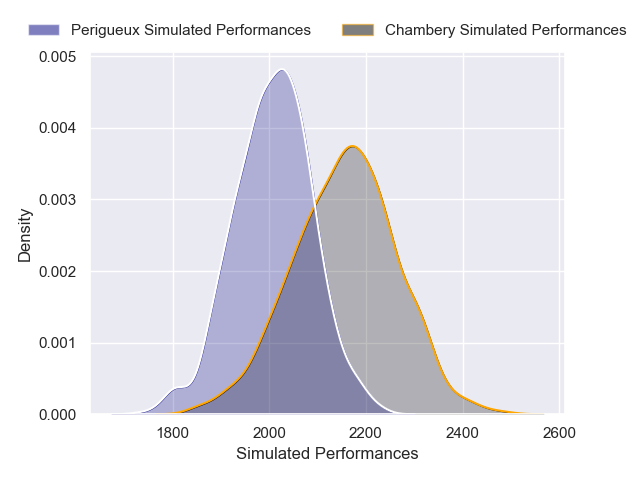 Perigueux Simulated Performances
Chambery Simulated Performances
0.005
0.004
0.003
0.002
0.001
0.000
Density
1800 2000 2200 2400 2600
Simulated Performances